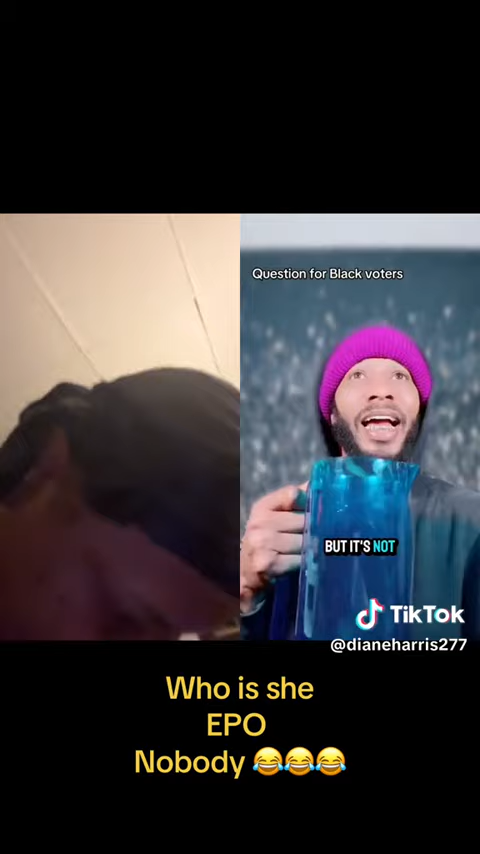 Question for Black voters
BUT IT'S NOT
TikTok
@dianeharris277
Who is she
EPO
Nobody 😂😂😂